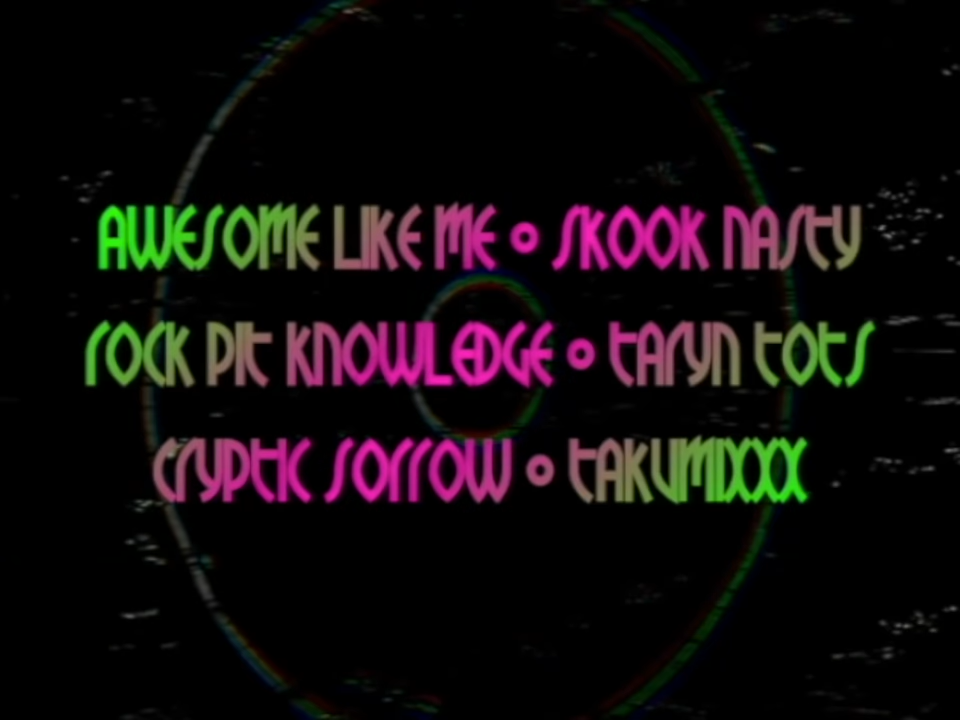 AWESOME LIKE ME • SKOOK NASTY
ROCK PIT KNOWLEDGE • TARYN TOTS
CRYPTIC SORROW • TAKUMIXXX